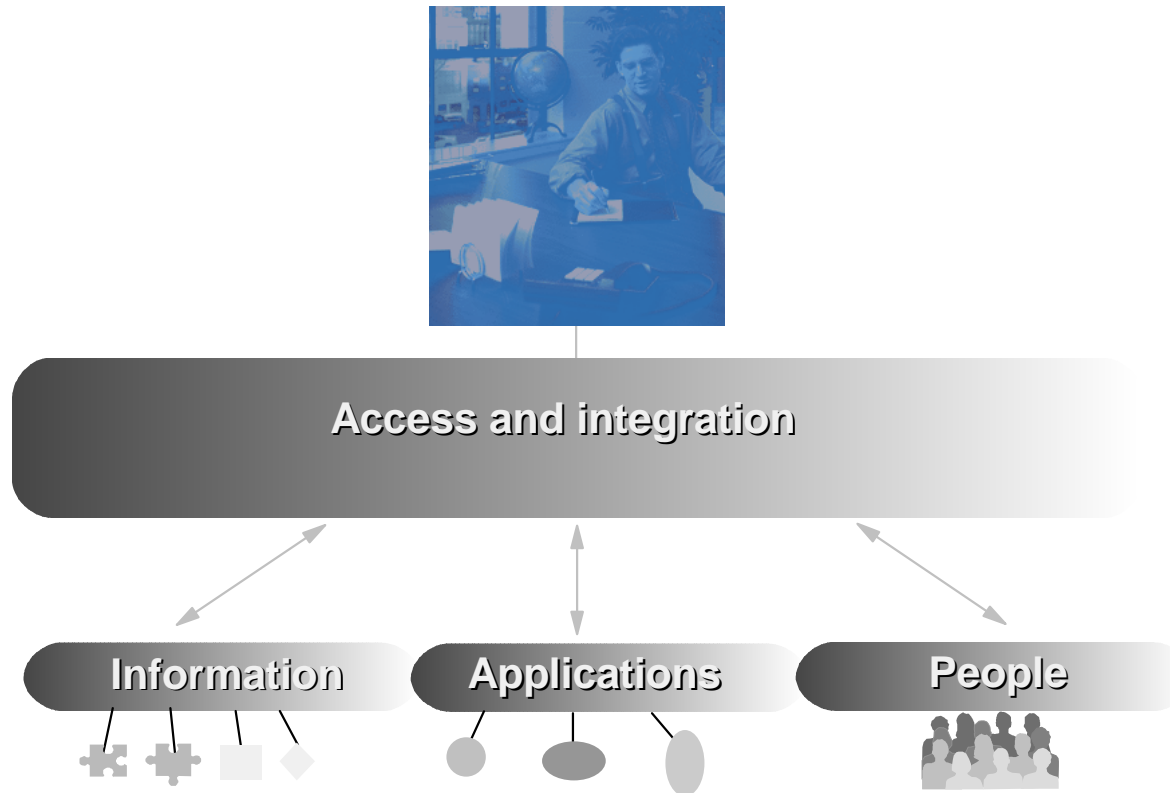 Access and integration
Information
Applications
People